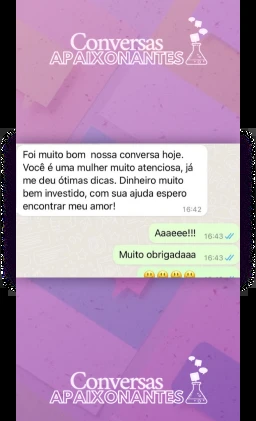 Conversas
APAIXONANTES
Foi muito bom nossa conversa hoje.
Você é uma mulher muito atenciosa, já
me deu ótimas dicas. Dinheiro muito
bem investido, com sua ajuda espero
encontrar meu amor!
16:42
Aaaeee!!! 16:43
Muito obrigadaaa 16:43
Conversas
APAIXONANTES